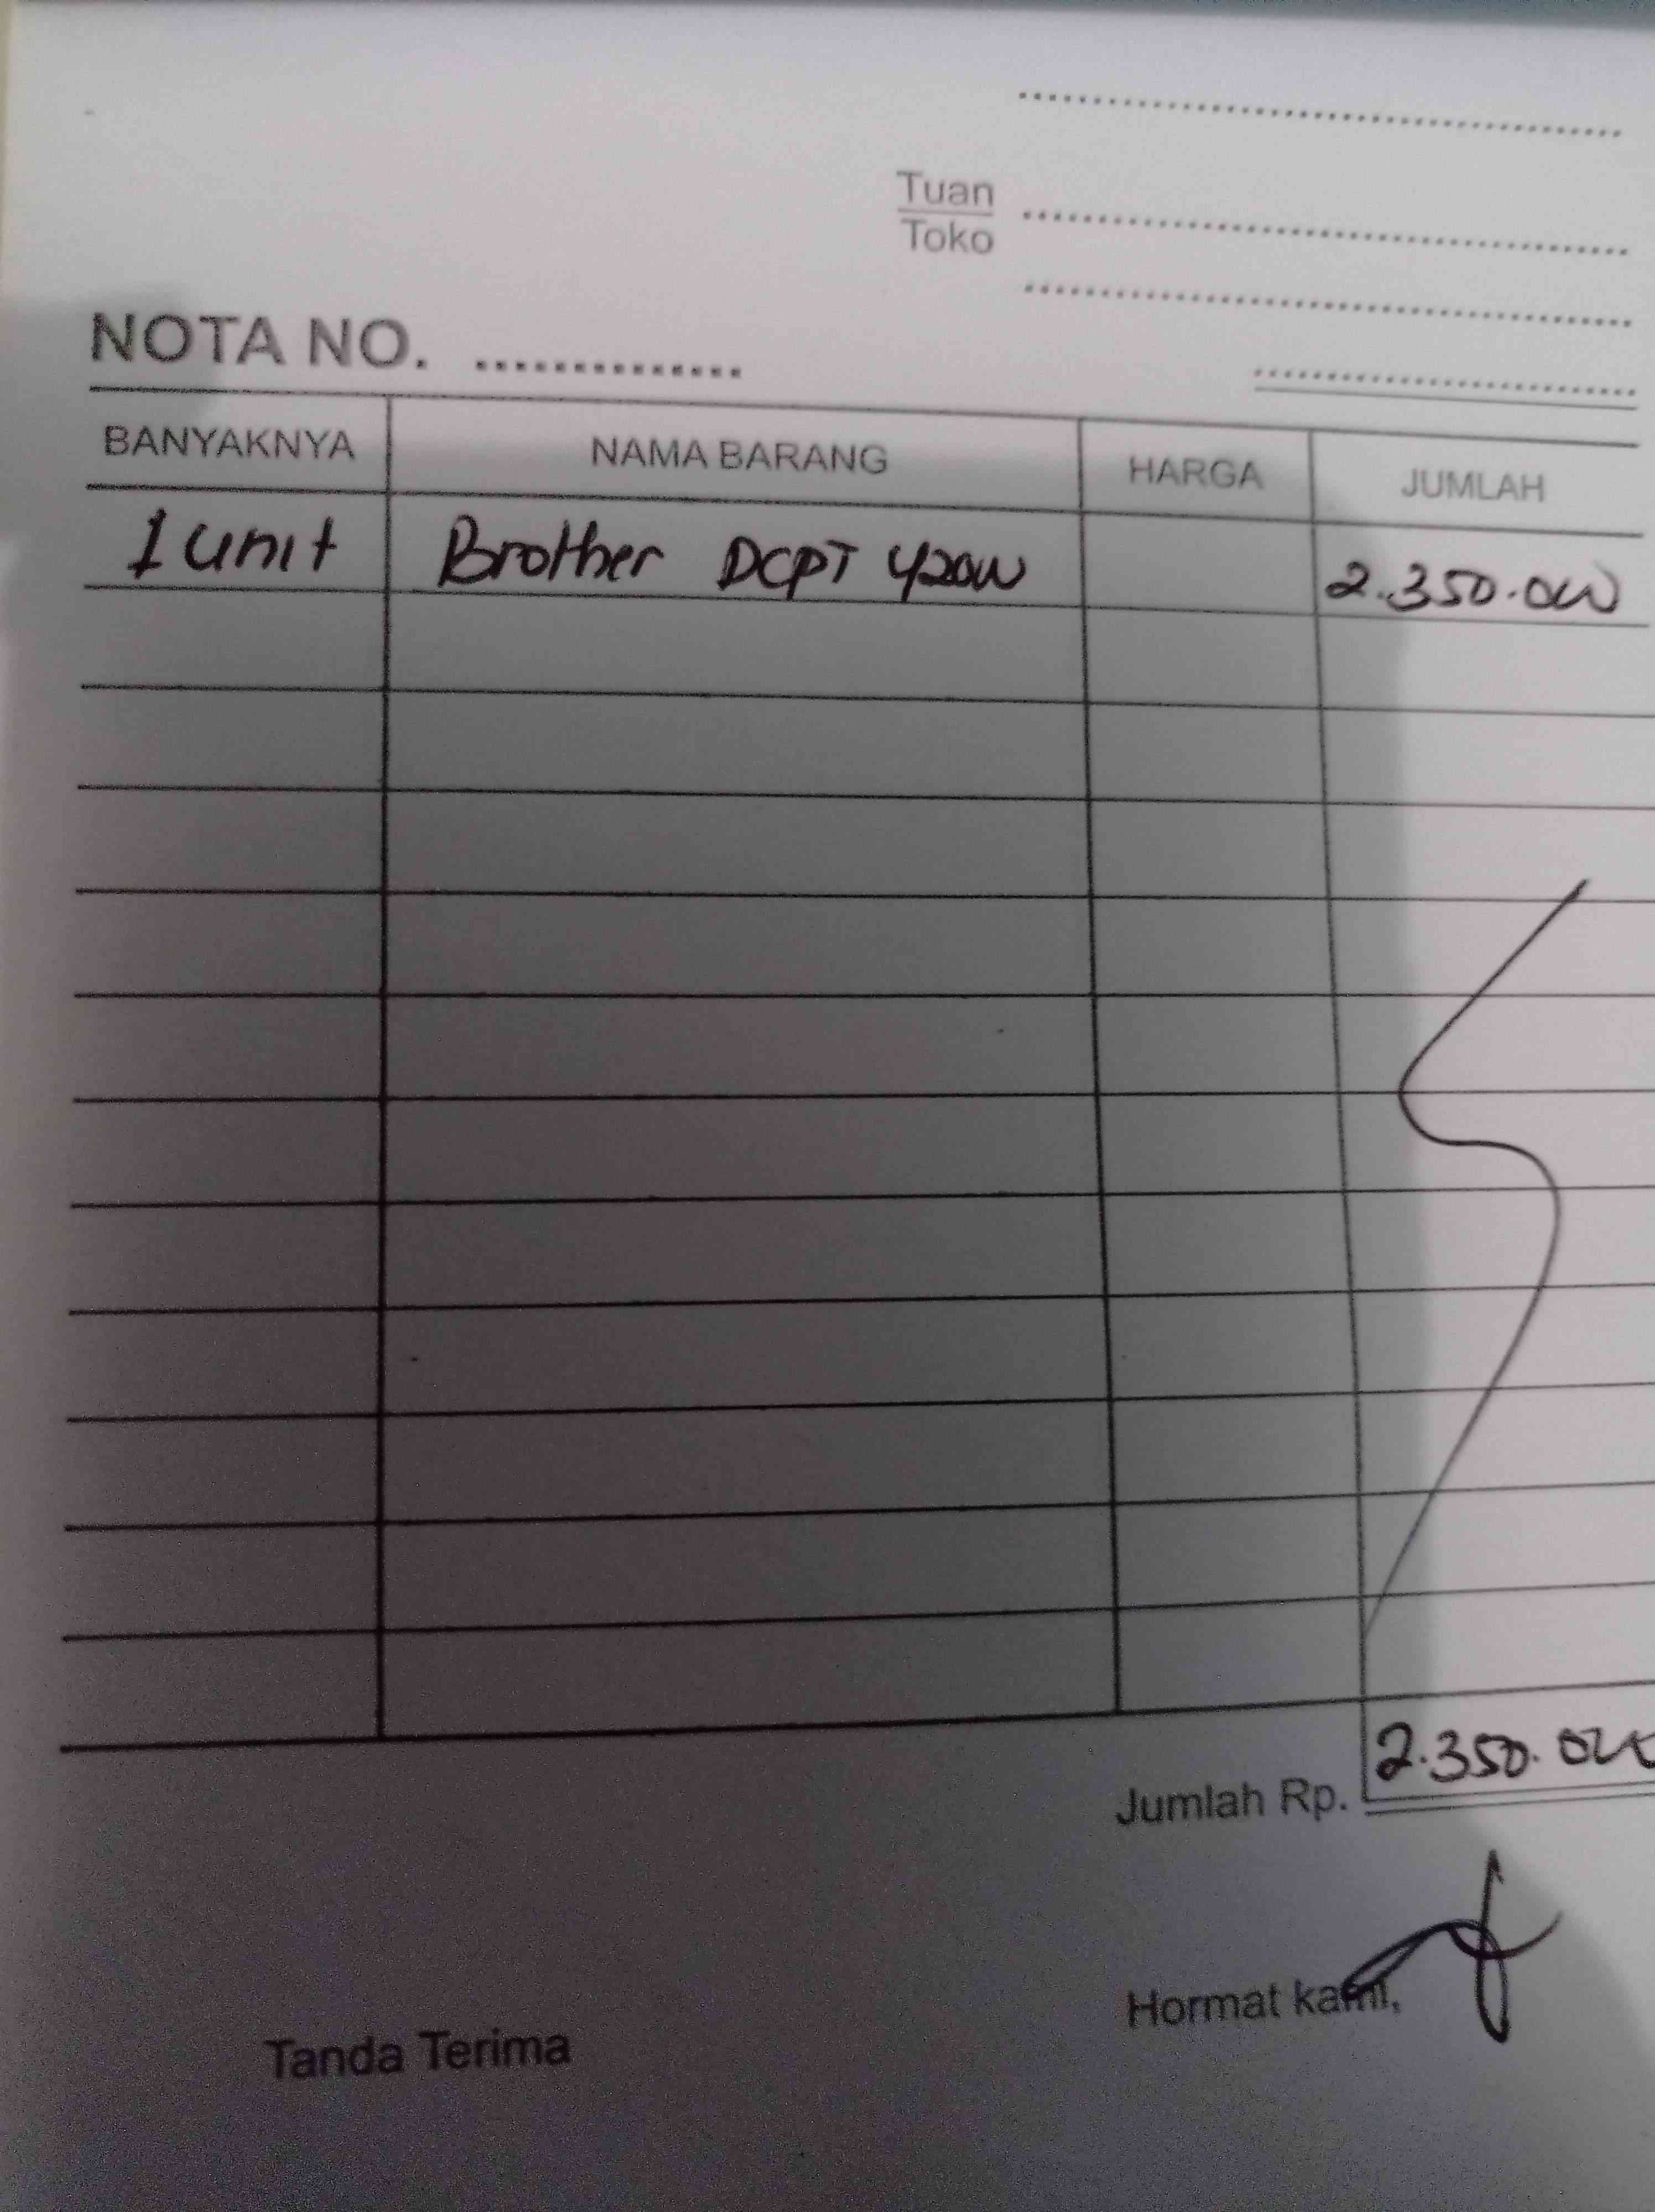 Tuan
Toko
NOTA NO. ..............
BANYAKNYA NAMA BARANG HARGA JUMLAH
1 unit Brother DCPT 420W 2.350.000
Jumlah Rp. 2.350.000
Tanda Terima Hormat kami,